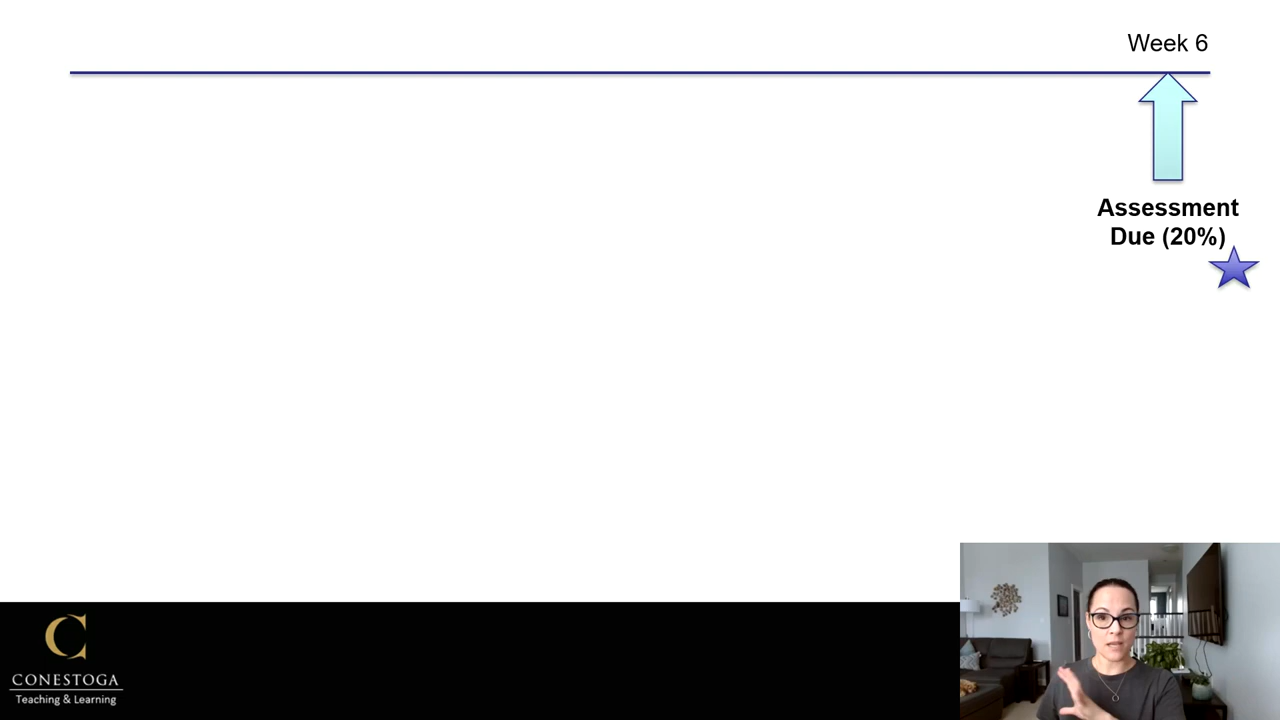 Week 6
Assessment
Due (20%)
CONESTOGA
Teaching & Learning